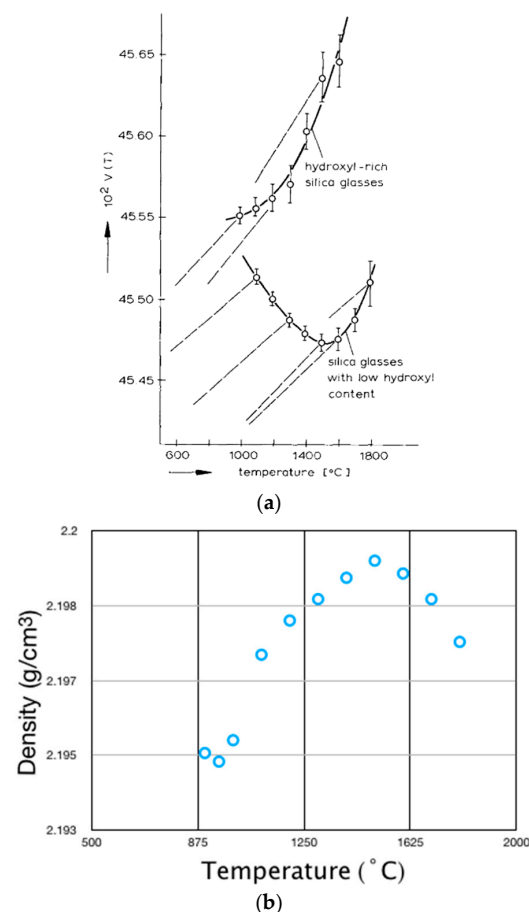 45.65
45.60
45.55
45.50
45.45
10² V(T)
hydroxyl-rich
silica glasses
silica glasses
with low hydroxyl
content
600
1000
1400
1800
temperature [°C]
(a)
2.2
2.198
2.197
2.195
2.193
Density (g/cm³)
500
875
1250
1625
2000
Temperature (°C)
(b)